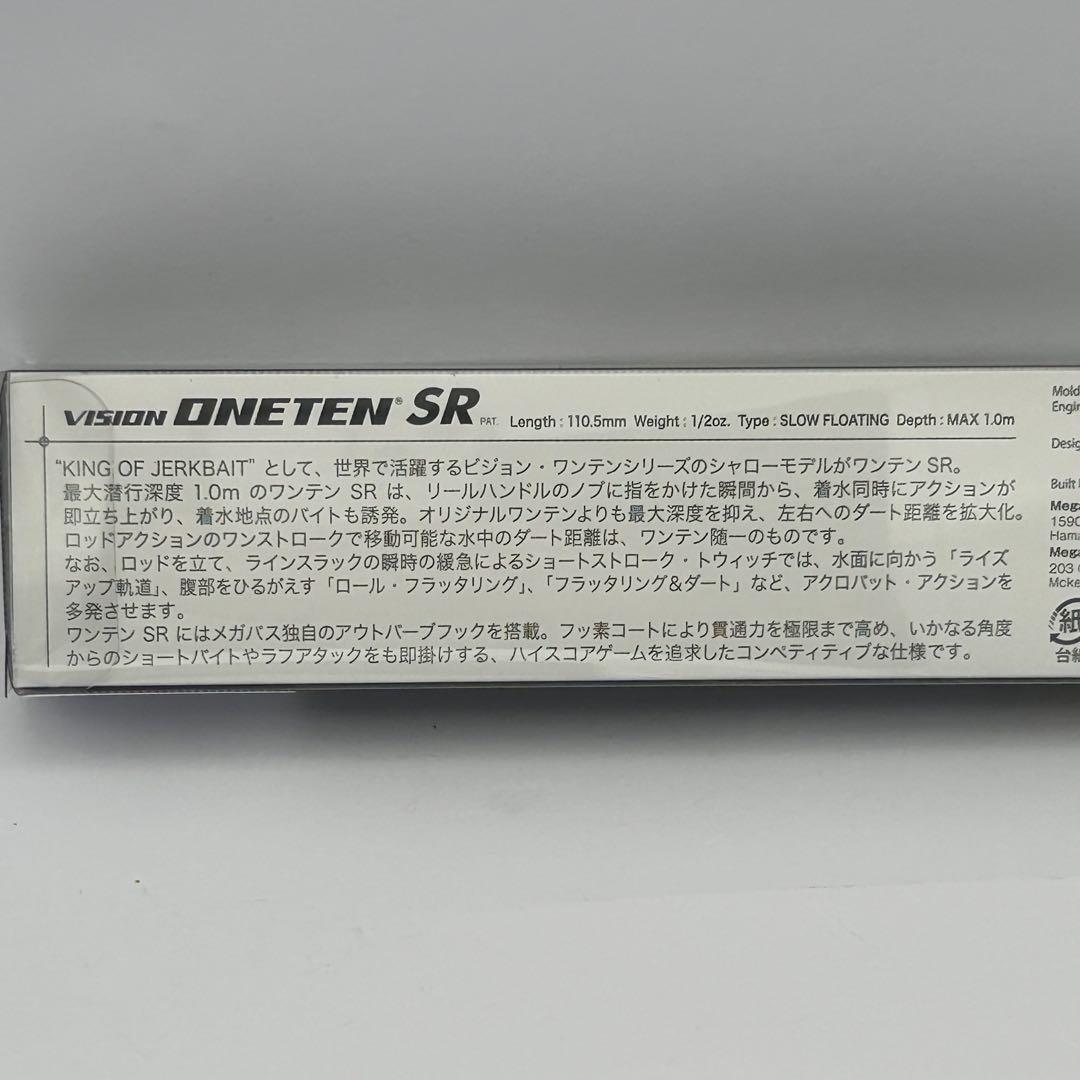 VISION ONETEN® SR PAT. Length : 110.5mm Weight : 1/2oz. Type : SLOW FLOATING Depth : MAX 1.0m
“KING OF JERKBAIT” として、世界で活躍するビジョン・ワンテンシリーズのシャローモデルがワンテン SR。
最大潜行深度 1.0m のワンテン SR は、リールハンドルのノブに指をかけた瞬間から、着水同時にアクションが
即立ち上がり、着水地点のバイトも誘発。オリジナルワンテンよりも最大深度を抑え、左右へのダート距離を拡大化。
ロッドアクションのワンストロークで移動可能な水中のダート距離は、ワンテン随一のものです。
なお、ロッドを立て、ラインスラックの瞬時の緩急によるショートストローク・トウィッチでは、水面に向かう「ライズ
アップ軌道」、腹部をひるがえす「ロール・フラッタリング」、「フラッタリング&ダート」など、アクロバット・アクションを
多発させます。
ワンテン SR にはメガバス独自のアウトバーブフックを搭載。フッ素コートにより貫通力を極限まで高め、いかなる角度
からのショートバイトやラフアタックをも即掛けする、ハイスコアゲームを追求したコンペティティブな仕様です。
Mold
Engin
Desig
Built
Mega
1590
Hama
Mega
203
Mcke
紙
台紙